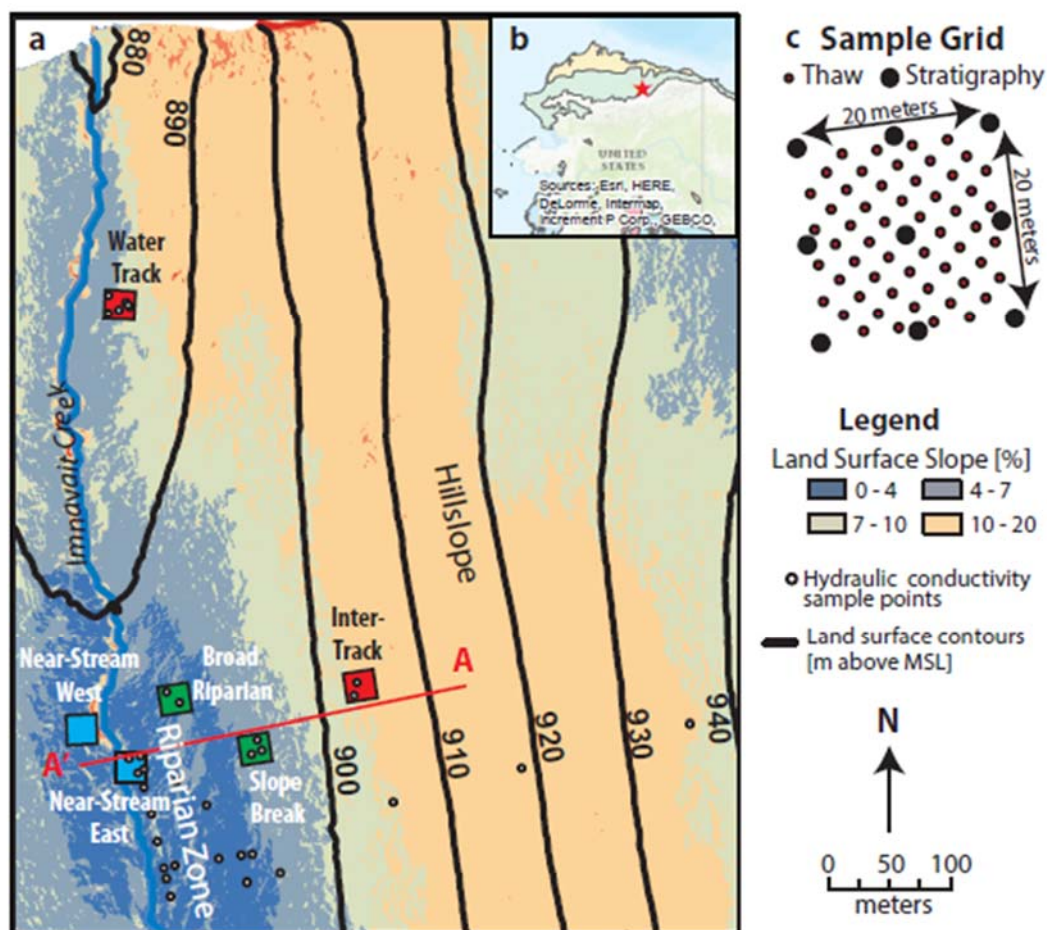 a
880
890
Water
Track
Imnavait Creek
Hillslope
Near-Stream
West
Broad
Riparian
Inter-
Track
A
A'
Near-Stream
East
Riparian Zone
Slope
Break
900
910
920
930
940
b
UNITED
STATES
Sources: Esri, HERE,
DeLorme, Intermap,
increment P Corp., GEBCO,
c Sample Grid
Thaw Stratigraphy
20 meters
20 meters
Legend
Land Surface Slope [%]
0 - 4 4 - 7
7 - 10 10 - 20
Hydraulic conductivity
sample points
Land surface contours
[m above MSL]
N
0 50 100
meters